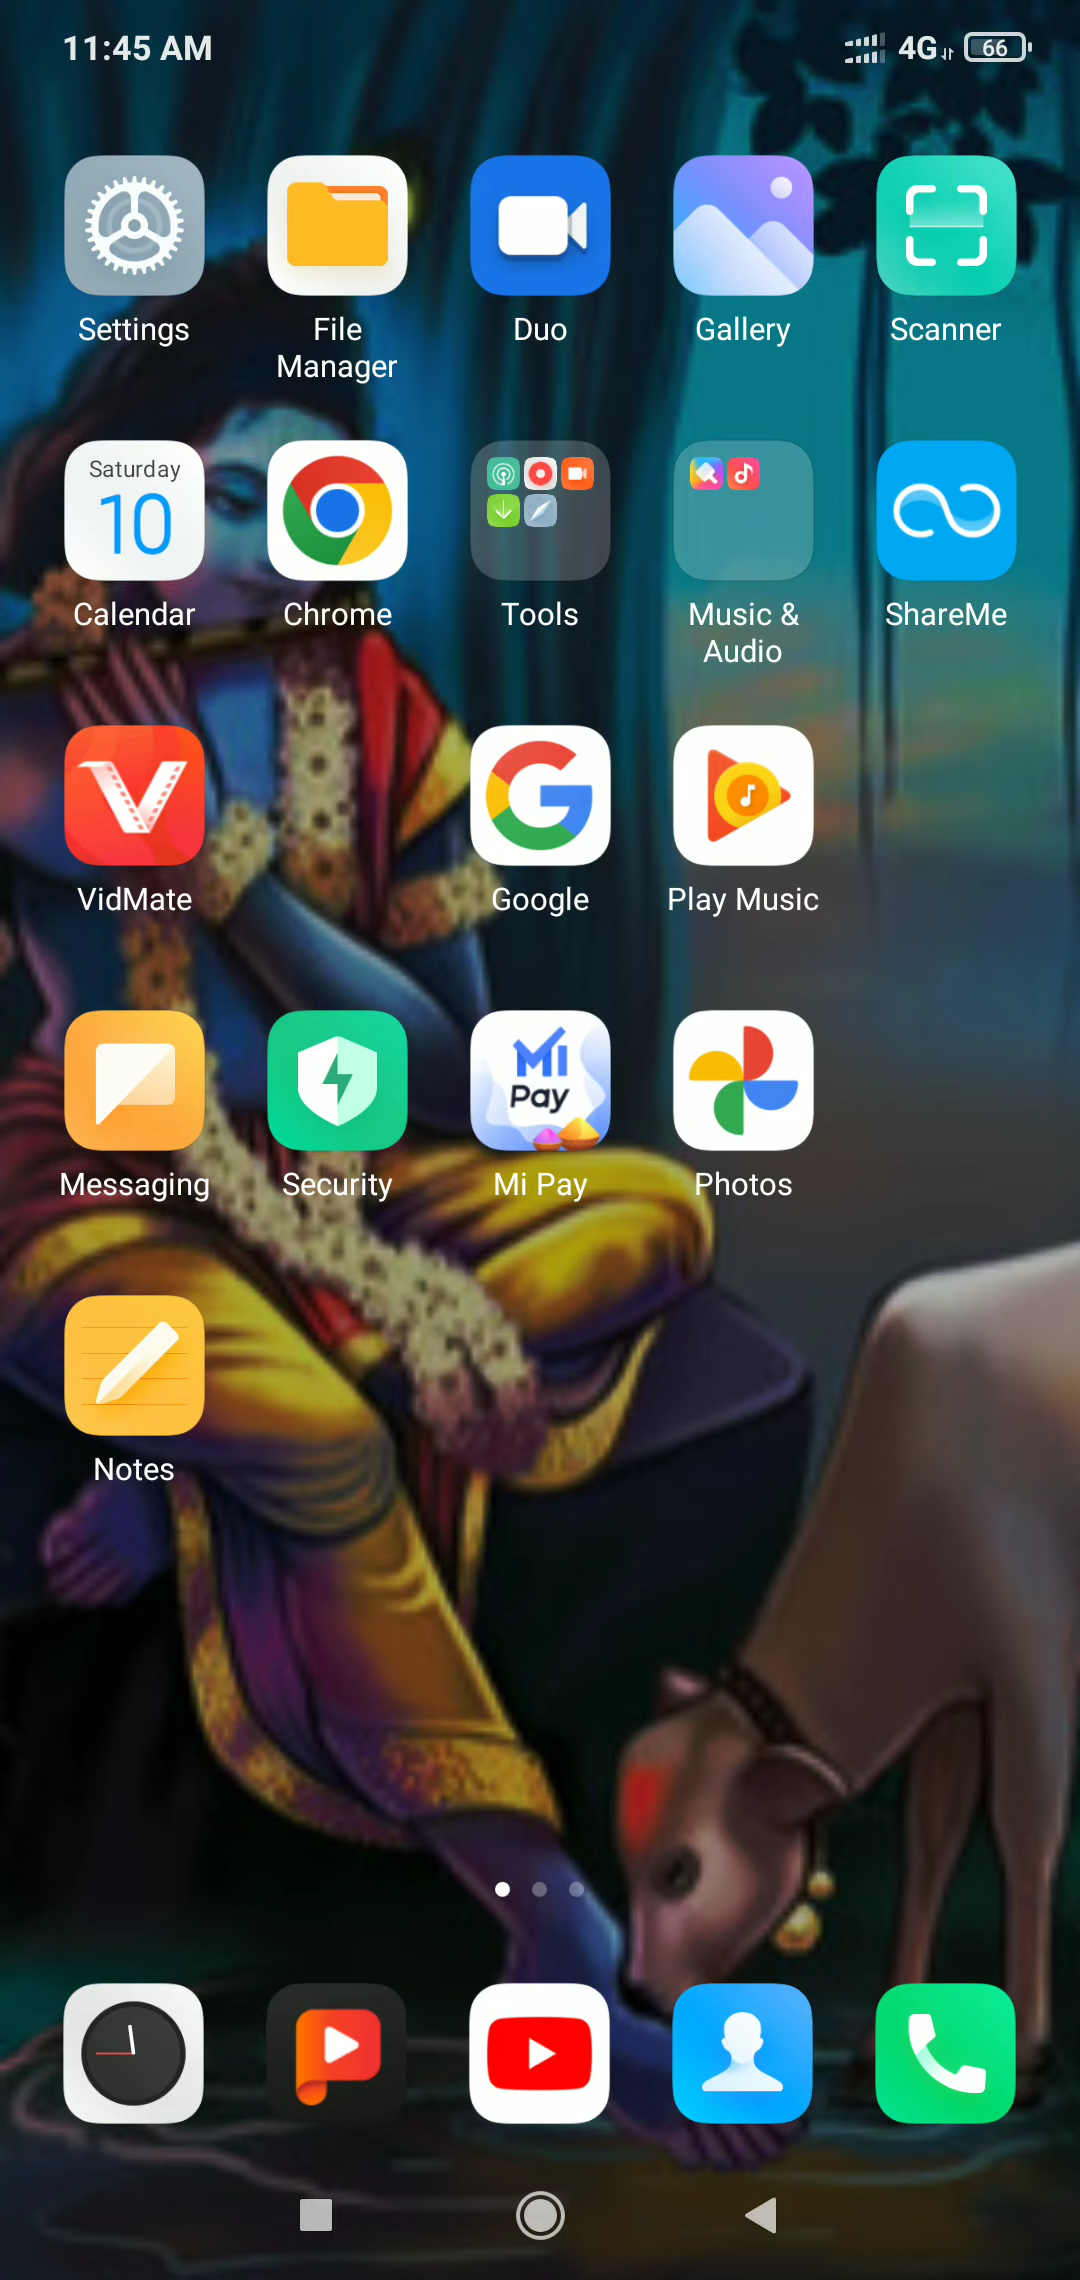 11:45 AM
4G 66
Settings
File
Manager
Duo
Gallery
Scanner
Saturday
10
Calendar
Chrome
Tools
Music &
Audio
ShareMe
VidMate
Google
Play Music
Messaging
Security
Mi
Pay
Mi Pay
Photos
Notes